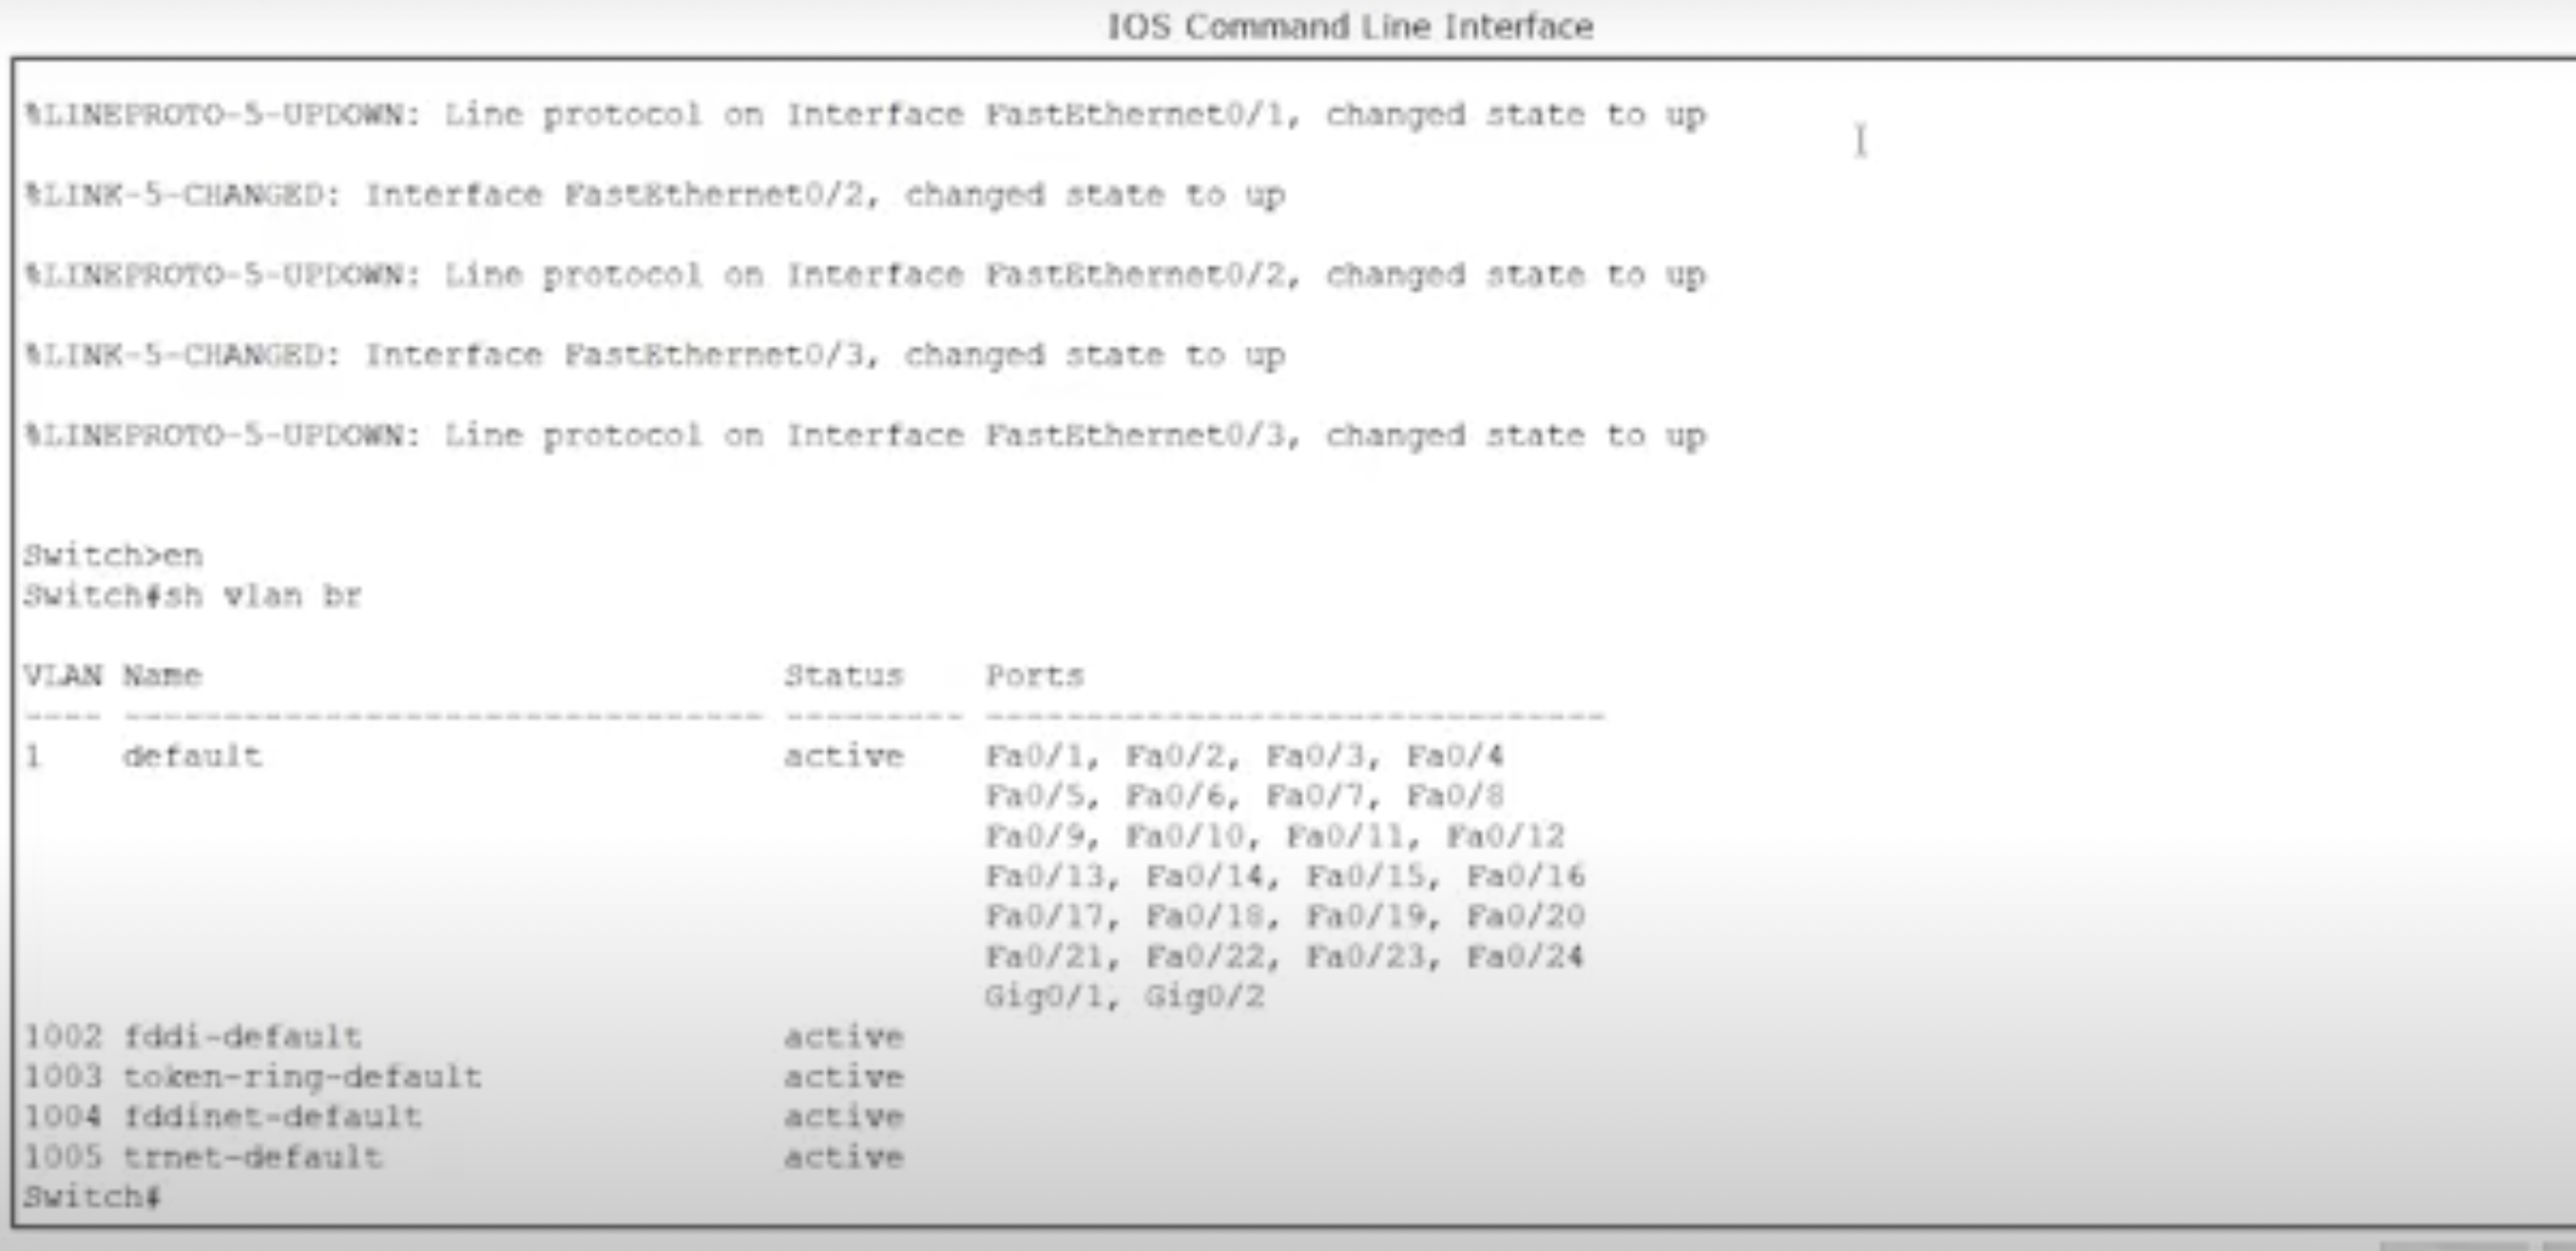 IOS Command Line Interface
%LINEPROTO-5-UPDOWN: Line protocol on Interface FastEthernet0/1, changed state to up
%LINK-5-CHANGED: Interface FastEthernet0/2, changed state to up
%LINEPROTO-5-UPDOWN: Line protocol on Interface FastEthernet0/2, changed state to up
%LINK-5-CHANGED: Interface FastEthernet0/3, changed state to up
%LINEPROTO-5-UPDOWN: Line protocol on Interface FastEthernet0/3, changed state to up
Switch>en
Switch#sh vlan br
VLAN Name                             Status    Ports
---- -------------------------------- --------- -------------------------------
1    default                          active    Fa0/1, Fa0/2, Fa0/3, Fa0/4
                                                Fa0/5, Fa0/6, Fa0/7, Fa0/8
                                                Fa0/9, Fa0/10, Fa0/11, Fa0/12
                                                Fa0/13, Fa0/14, Fa0/15, Fa0/16
                                                Fa0/17, Fa0/18, Fa0/19, Fa0/20
                                                Fa0/21, Fa0/22, Fa0/23, Fa0/24
                                                Gig0/1, Gig0/2
1002 fddi-default                     active
1003 token-ring-default               active
1004 fddinet-default                  active
1005 trnet-default                    active
Switch#